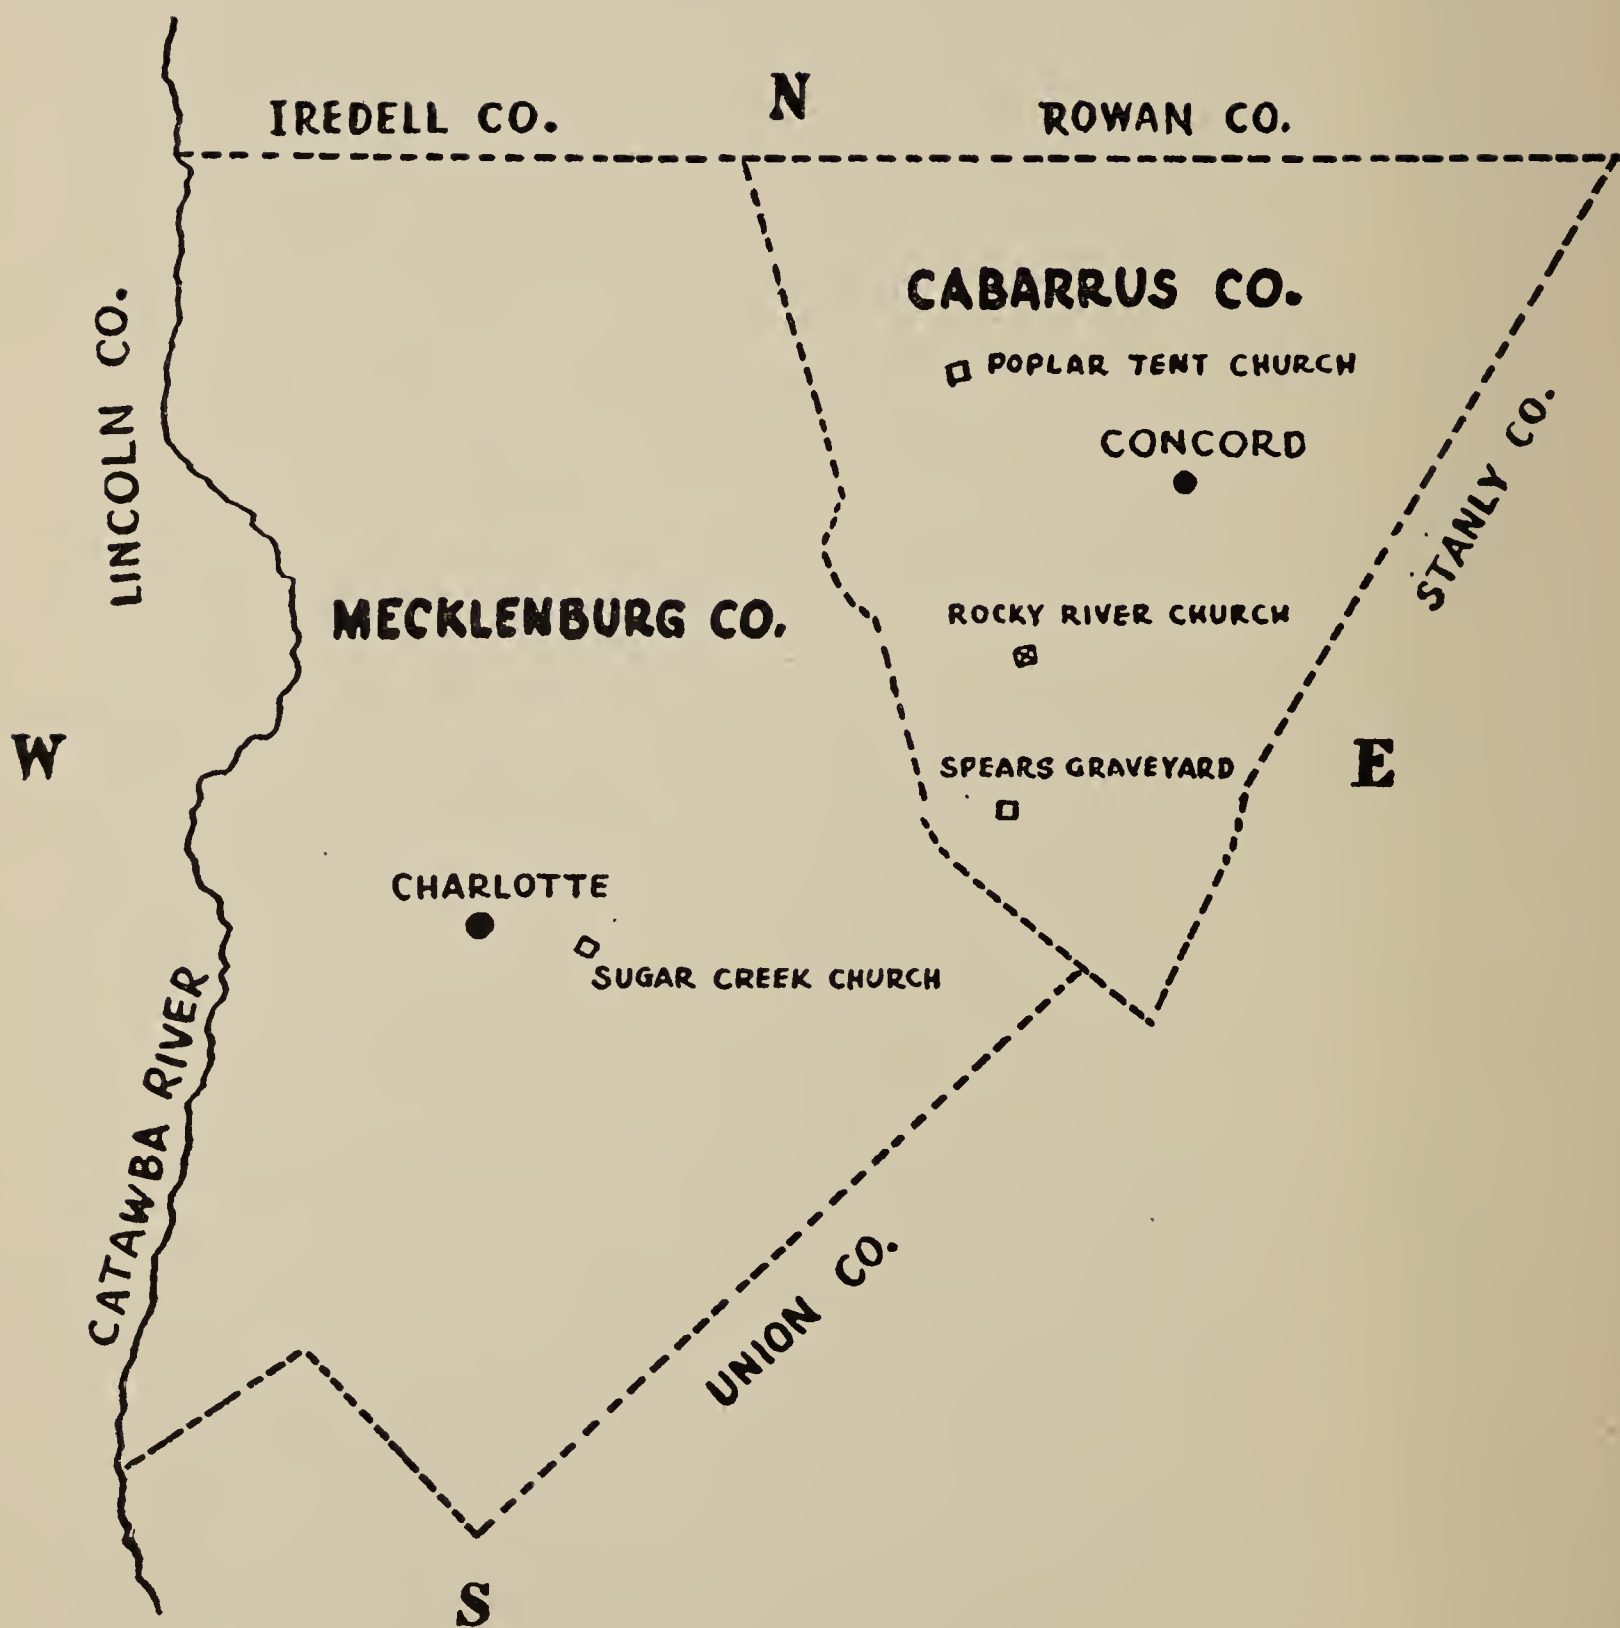 N
IREDELL CO.
ROWAN CO.
CABARRUS CO.
LINCOLN CO.
POPLAR TENT CHURCH
CONCORD
STANLY CO.
MECKLENBURG CO.
ROCKY RIVER CHURCH
W
E
SPEARS GRAVEYARD
CHARLOTTE
SUGAR CREEK CHURCH
CATAWBA RIVER
UNION CO.
S